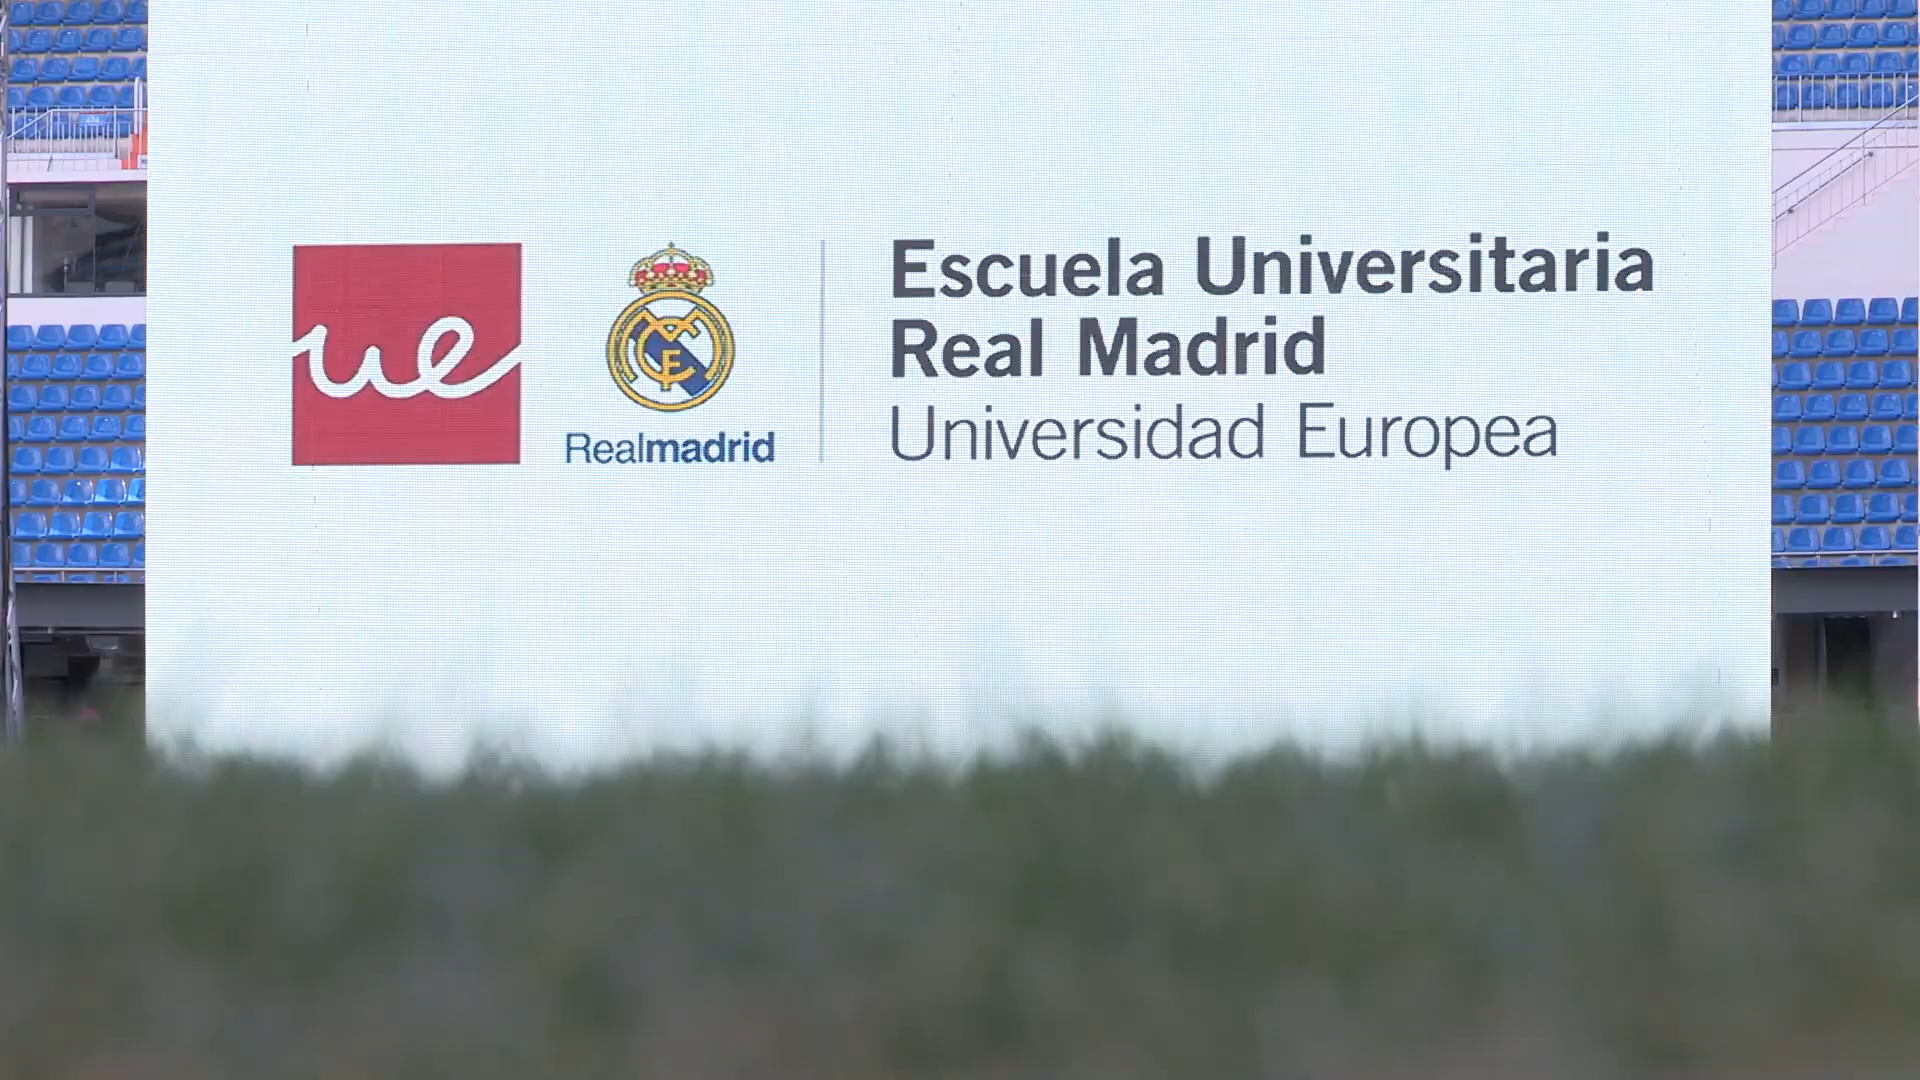 ue
Realmadrid
Escuela Universitaria
Real Madrid
Universidad Europea